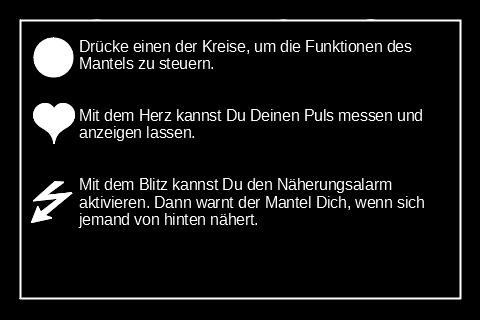 Drücke einen der Kreise, um die Funktionen des
Mantels zu steuern.
Mit dem Herz kannst Du Deinen Puls messen und
anzeigen lassen.
Mit dem Blitz kannst Du den Näherungsalarm
aktivieren. Dann warnt der Mantel Dich, wenn sich
jemand von hinten nähert.